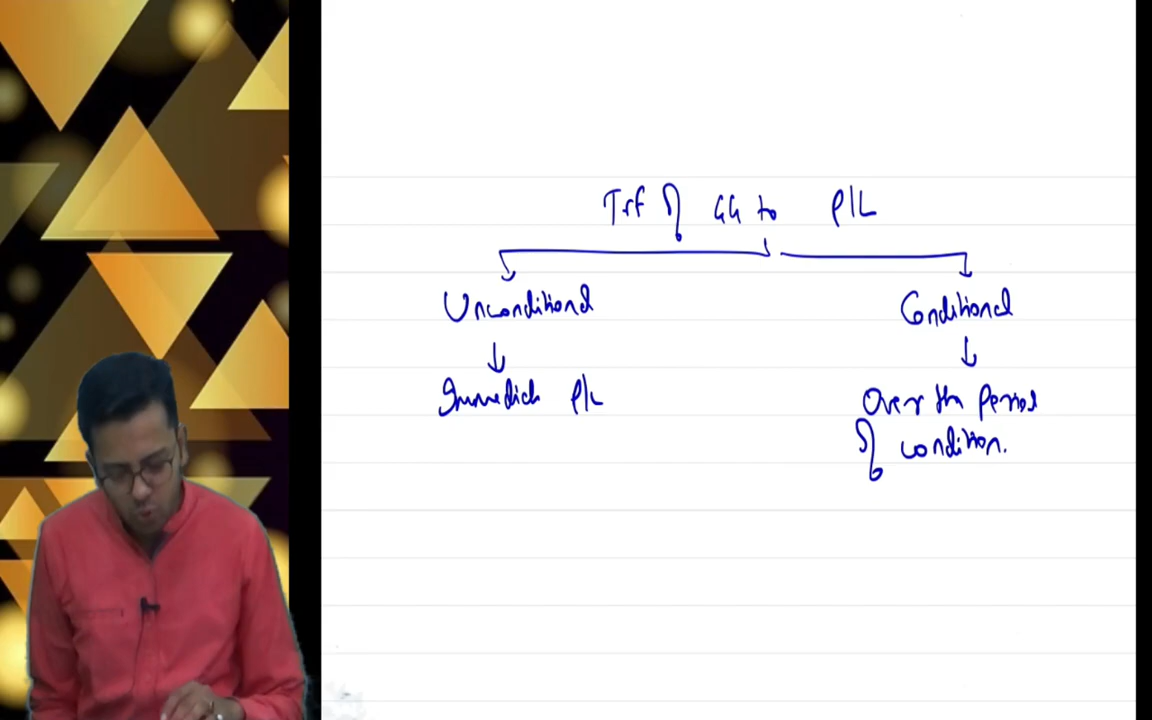 Trf of GG to P/L
Unconditional Conditional
Immediate P/L Over the period
of condition.